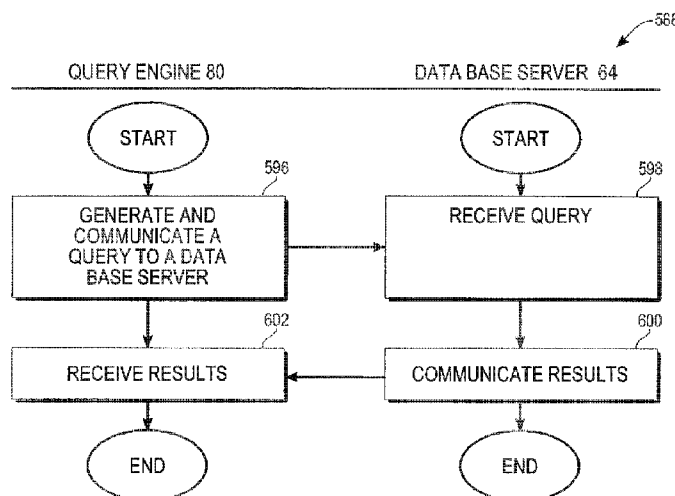 568
QUERY ENGINE 80
DATA BASE SERVER 64
START
START
596
598
GENERATE AND
COMMUNICATE A
QUERY TO A DATA
BASE SERVER
RECEIVE QUERY
602
600
RECEIVE RESULTS
COMMUNICATE RESULTS
END
END